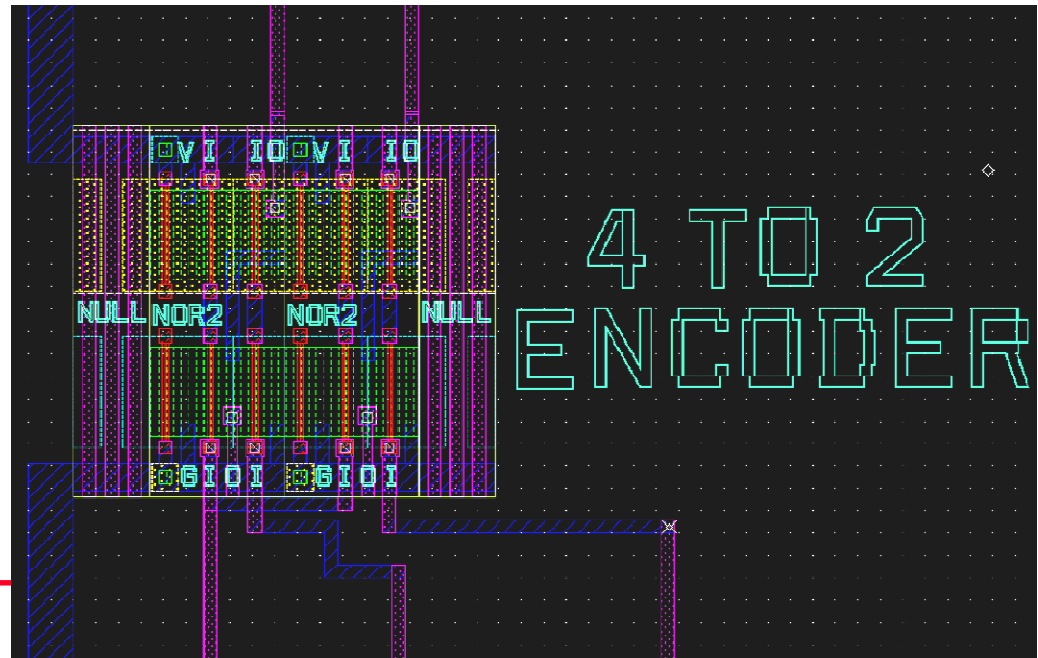 VI IO VI IO
4 TO 2
NULL NOR2 NOR2 NULL
ENCODER
GIOI GIOI